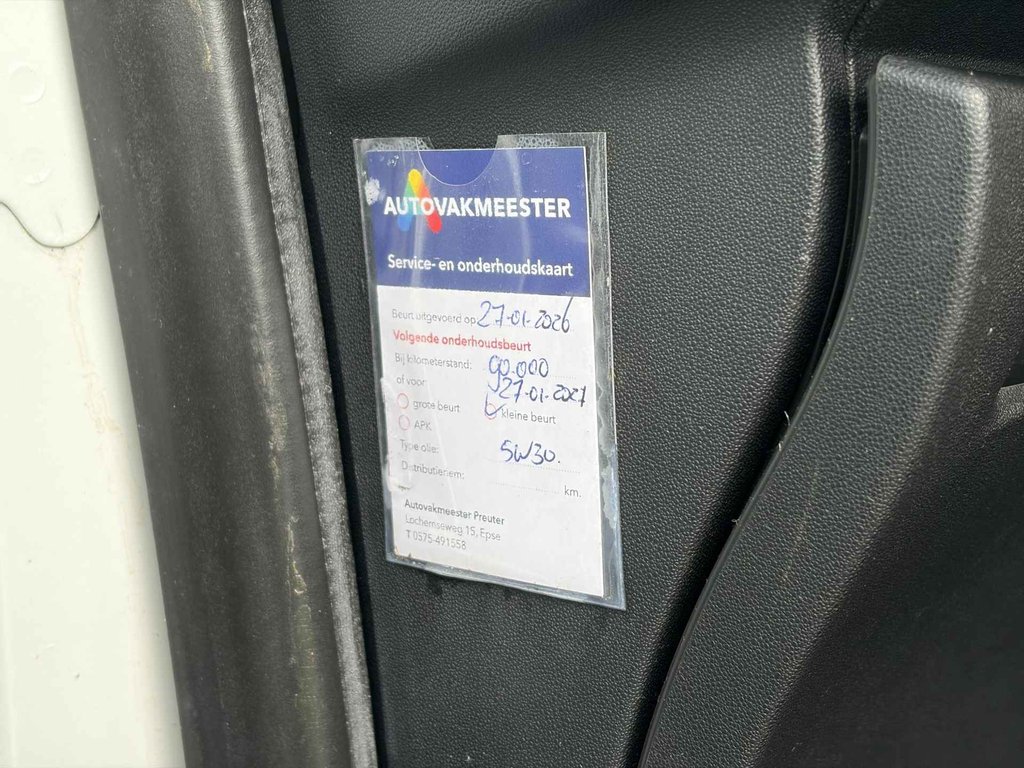 AUTOVAKMEESTER
Service- en onderhoudskaart
Beurt uitgevoerd op 27-01-2026
Volgende onderhoudsbeurt
Bij kilometerstand: 90.000
of voor 27-01-2027
grote beurt kleine beurt
APK
Type olie: 5W30.
Distributieriem: km.
Autovakmeester Preuter
Lochemseweg 15, Epse
T 0575-491558